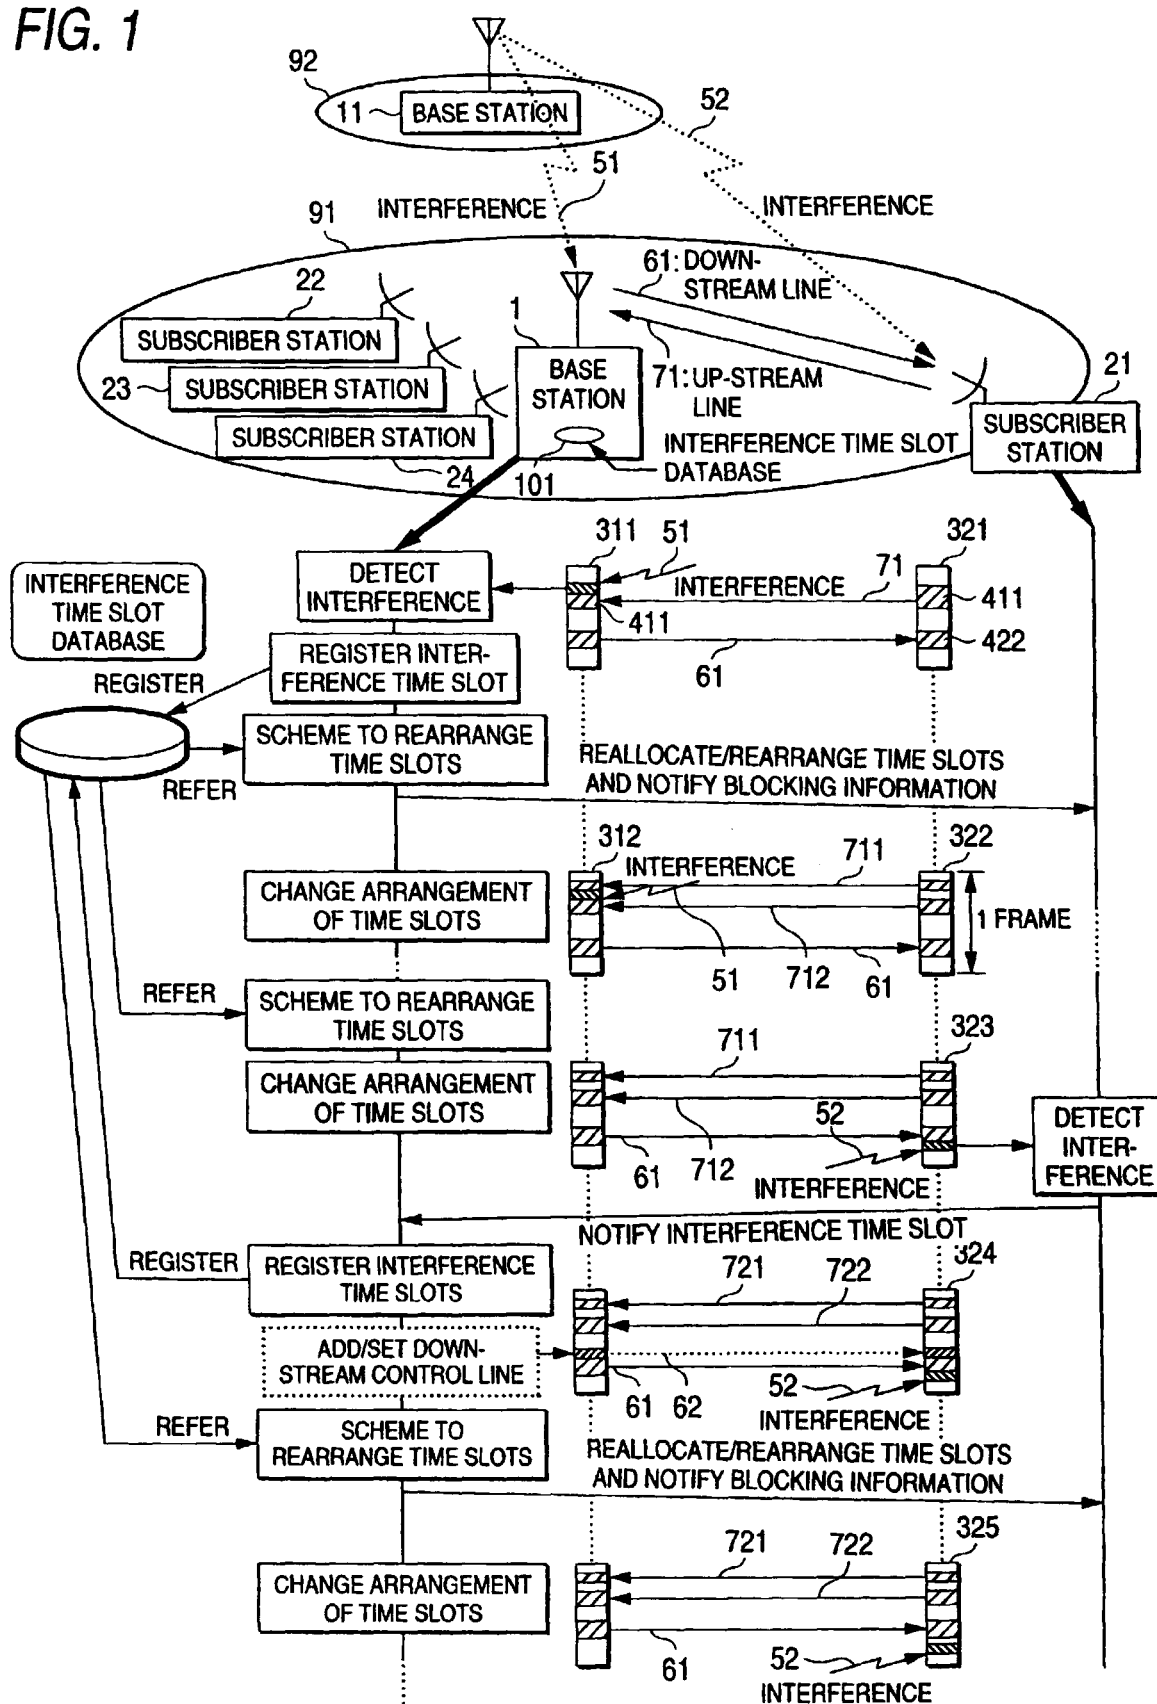 FIG. 1
92
11
BASE STATION
52
51
INTERFERENCE
INTERFERENCE
91
61: DOWN-
STREAM LINE
22
SUBSCRIBER STATION
1
BASE
STATION
23
SUBSCRIBER STATION
71: UP-STREAM
LINE
21
SUBSCRIBER STATION
SUBSCRIBER
STATION
INTERFERENCE TIME SLOT
DATABASE
24
101
311
51
321
DETECT
INTERFERENCE
INTERFERENCE
71
411
411
422
61
INTERFERENCE
TIME SLOT
DATABASE
REGISTER INTER-
FERENCE TIME SLOT
REGISTER
SCHEME TO REARRANGE
TIME SLOTS
REFER
REALLOCATE/REARRANGE TIME SLOTS
AND NOTIFY BLOCKING INFORMATION
312
INTERFERENCE
711
322
CHANGE ARRANGEMENT
OF TIME SLOTS
1 FRAME
51
712
61
REFER
SCHEME TO REARRANGE
TIME SLOTS
323
711
CHANGE ARRANGEMENT
OF TIME SLOTS
52
61
712
DETECT
INTER-
FERENCE
INTERFERENCE
NOTIFY INTERFERENCE TIME SLOT
REGISTER
REGISTER INTERFERENCE
TIME SLOTS
721
722
324
ADD/SET DOWN-
STREAM CONTROL LINE
61
62
52
INTERFERENCE
REFER
SCHEME TO
REARRANGE TIME SLOTS
REALLOCATE/REARRANGE TIME SLOTS
AND NOTIFY BLOCKING INFORMATION
721
722
325
CHANGE ARRANGEMENT
OF TIME SLOTS
61
52
INTERFERENCE